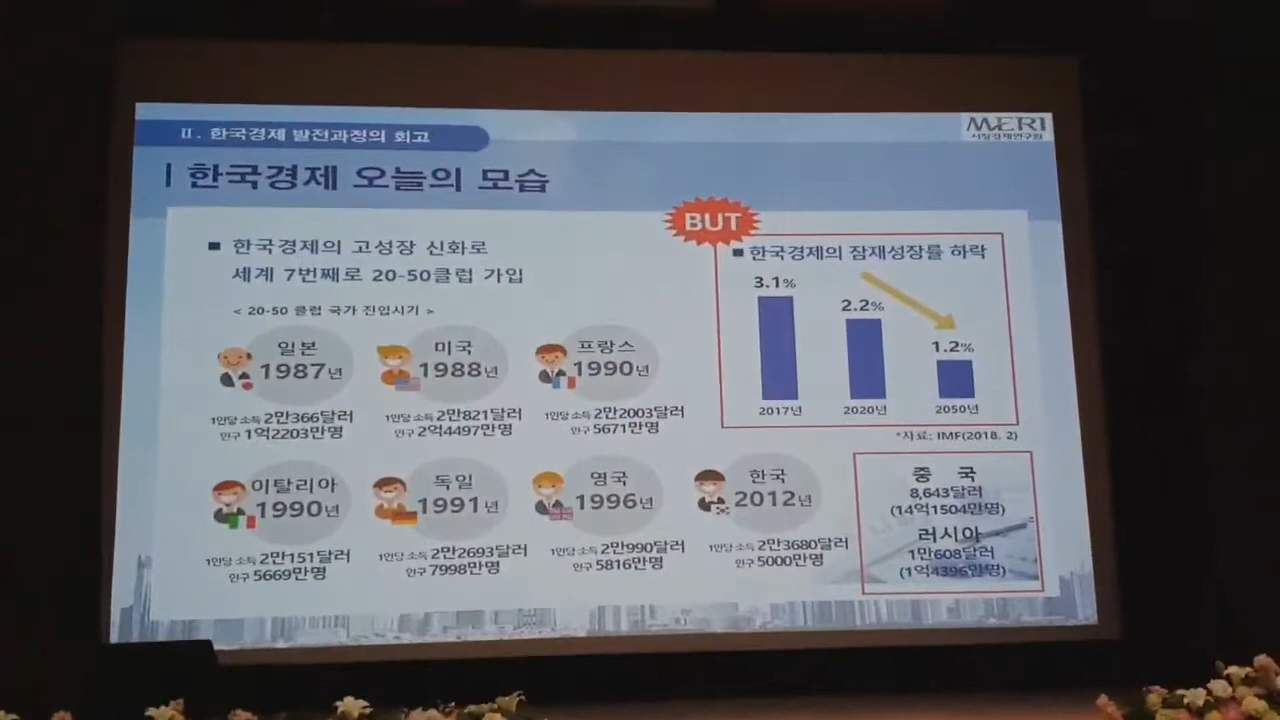 II. 한국경제 발전과정의 회고
MERI
시장경제연구원
한국경제 오늘의 모습
BUT
■ 한국경제의 고성장 신화로
세계 7번째로 20-50클럽 가입
< 20-50 클럽 국가 진입시기 >
일본
1987년
1인당 소득 2만366달러
인구 1억2203만명
미국
1988년
1인당 소득 2만821달러
인구 2억4497만명
프랑스
1990년
1인당 소득 2만2003달러
인구 5671만명
이탈리아
1990년
1인당 소득 2만151달러
인구 5669만명
독일
1991년
1인당 소득 2만2693달러
인구 7998만명
영국
1996년
1인당 소득 2만990달러
인구 5816만명
한국
2012년
1인당 소득 2만3680달러
인구 5000만명
■ 한국경제의 잠재성장률 하락
3.1%
2.2%
1.2%
2017년
2020년
2050년
*자료: IMF(2018. 2)
중 국
8,643달러
(14억1504만명)
러시아
1만608달러
(1억4396만명)